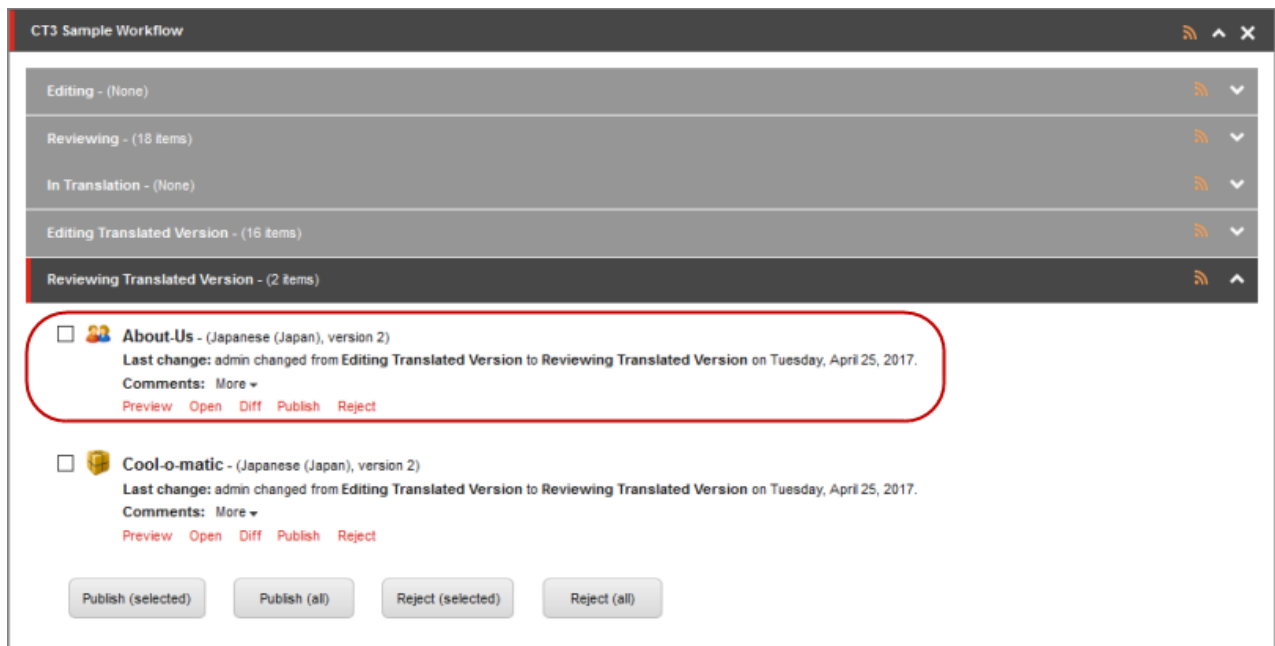 CT3 Sample Workflow
Editing - (None)
Reviewing - (18 items)
In Translation - (None)
Editing Translated Version - (16 items)
Reviewing Translated Version - (2 items)
About-Us - (Japanese (Japan), version 2)
Last change: admin changed from Editing Translated Version to Reviewing Translated Version on Tuesday, April 25, 2017.
Comments: More
Preview Open Diff Publish Reject
Cool-o-matic - (Japanese (Japan), version 2)
Last change: admin changed from Editing Translated Version to Reviewing Translated Version on Tuesday, April 25, 2017.
Comments: More
Preview Open Diff Publish Reject
Publish (selected) Publish (all) Reject (selected) Reject (all)